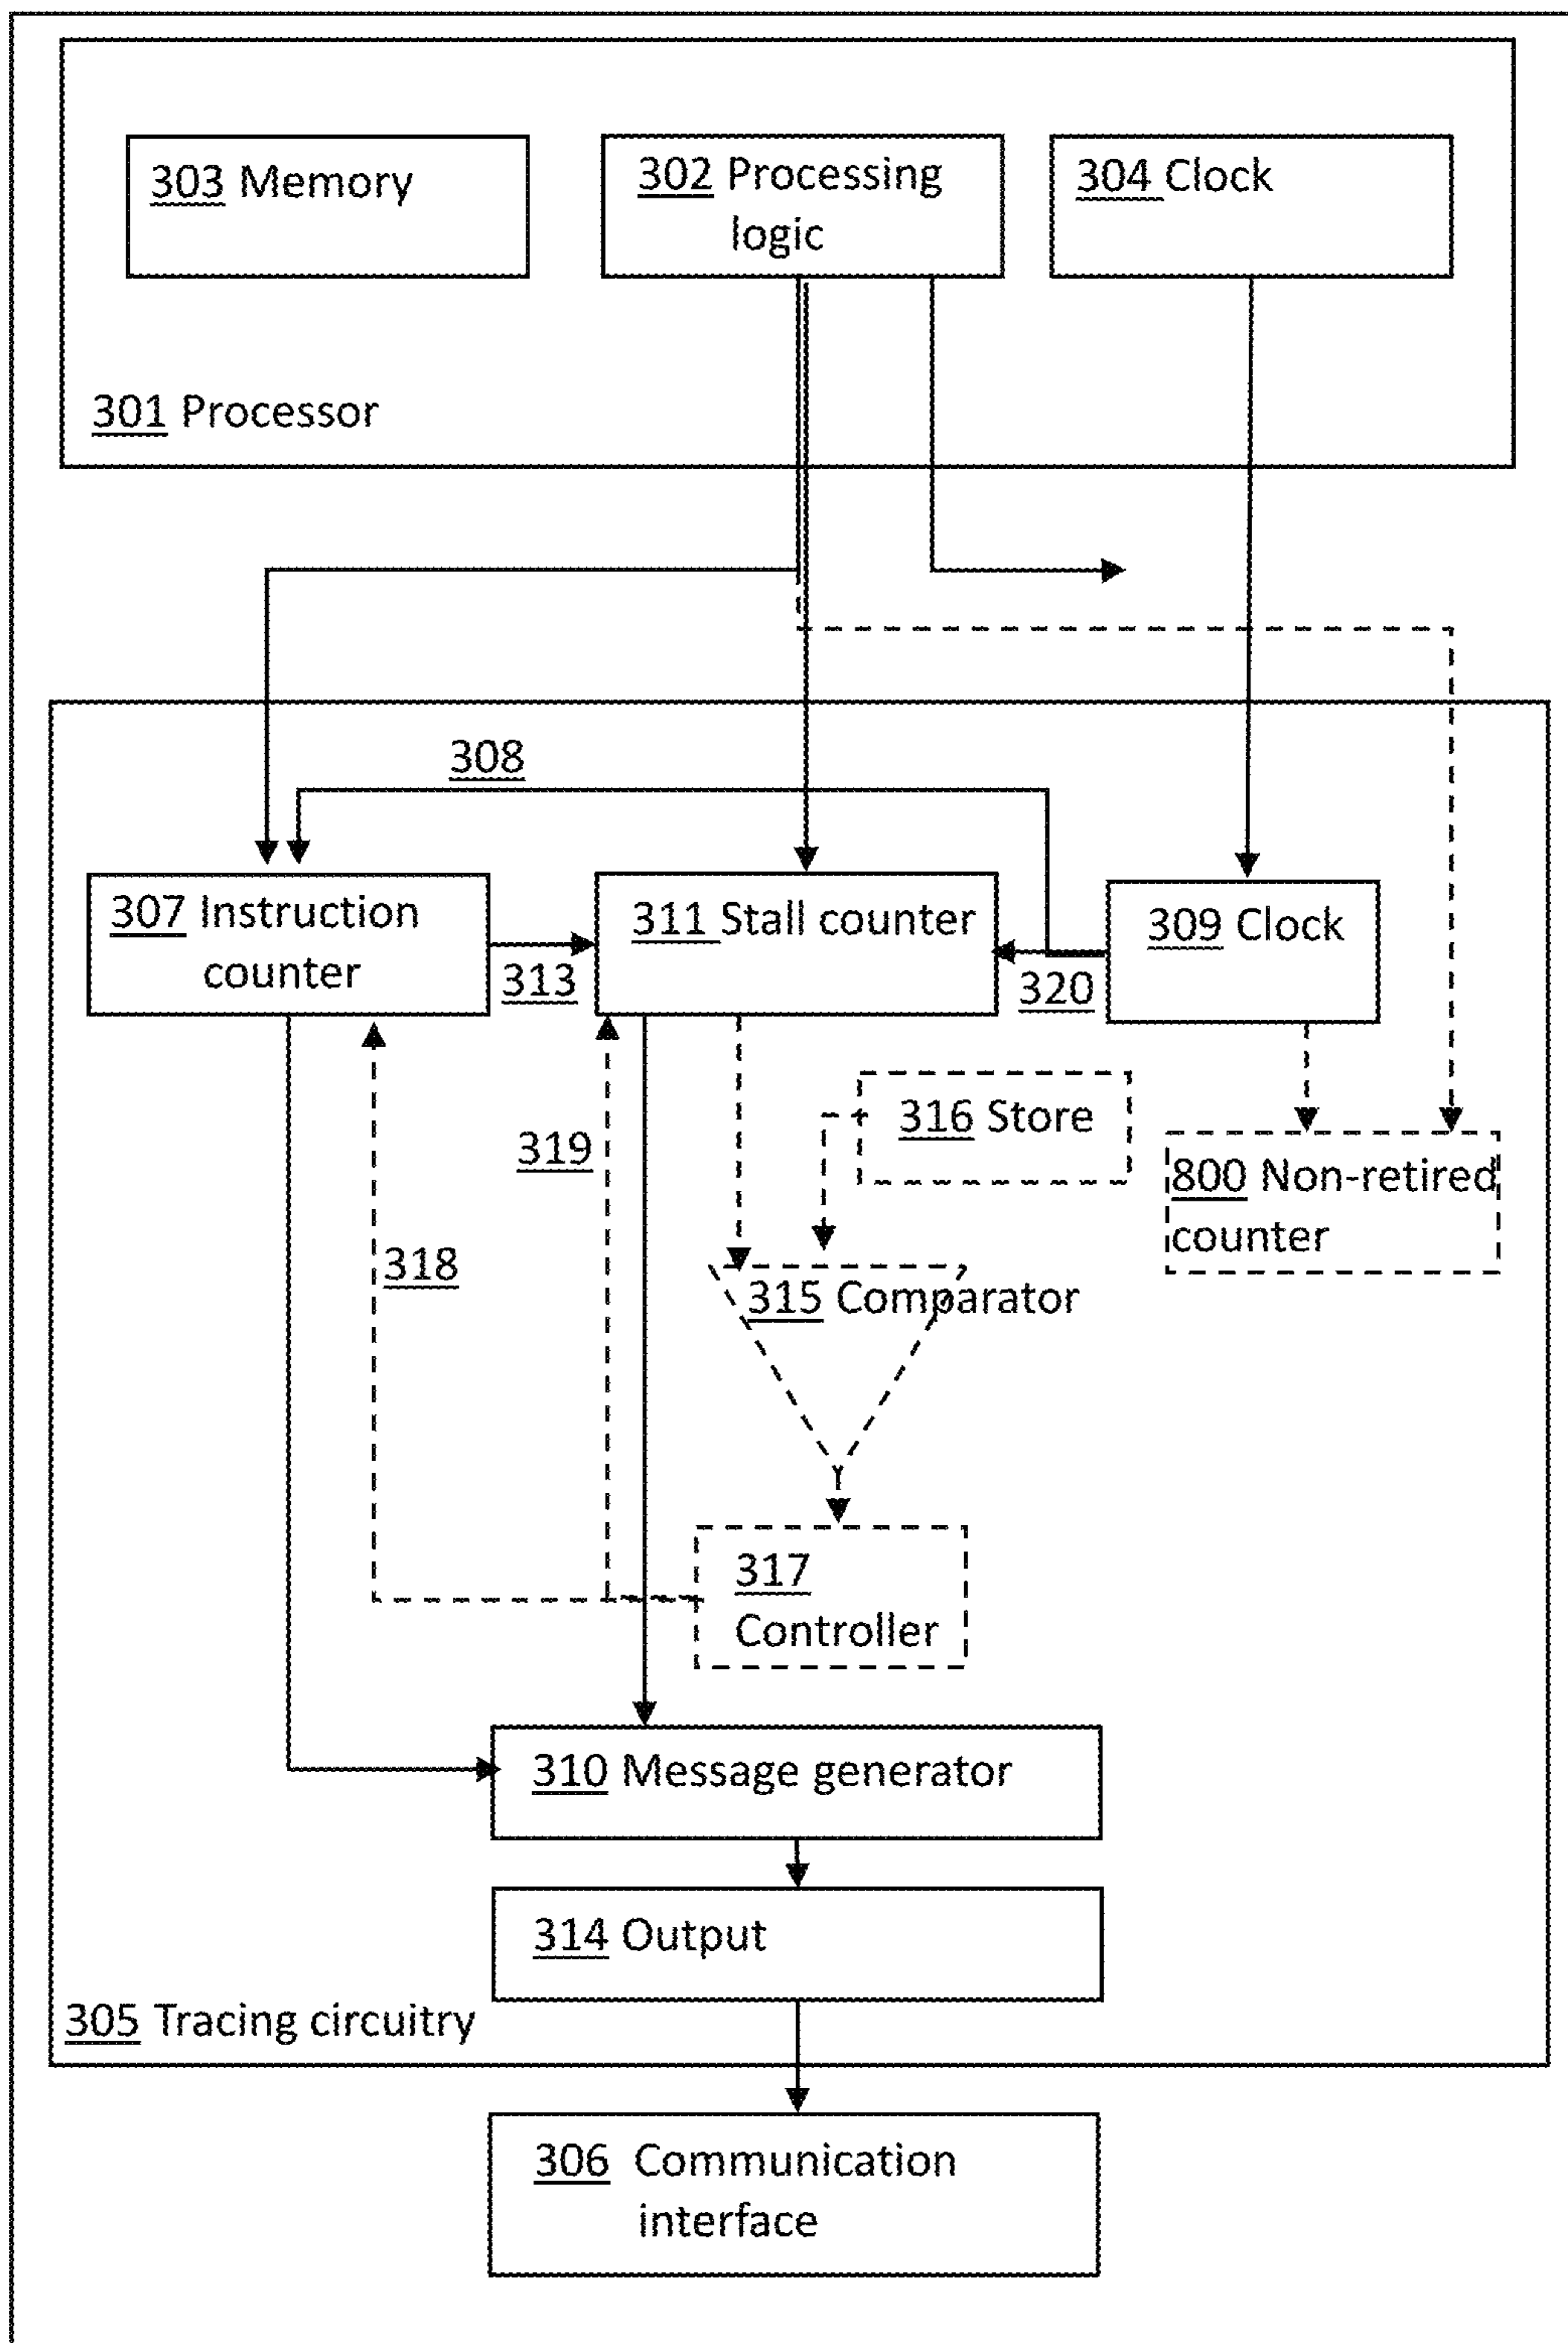 303 Memory
302 Processing
logic
304 Clock
301 Processor
308
307 Instruction
counter
313
311 Stall counter
320
309 Clock
316 Store
319
800 Non-retired
counter
318
315 Comparator
317
Controller
310 Message generator
314 Output
305 Tracing circuitry
306 Communication
interface